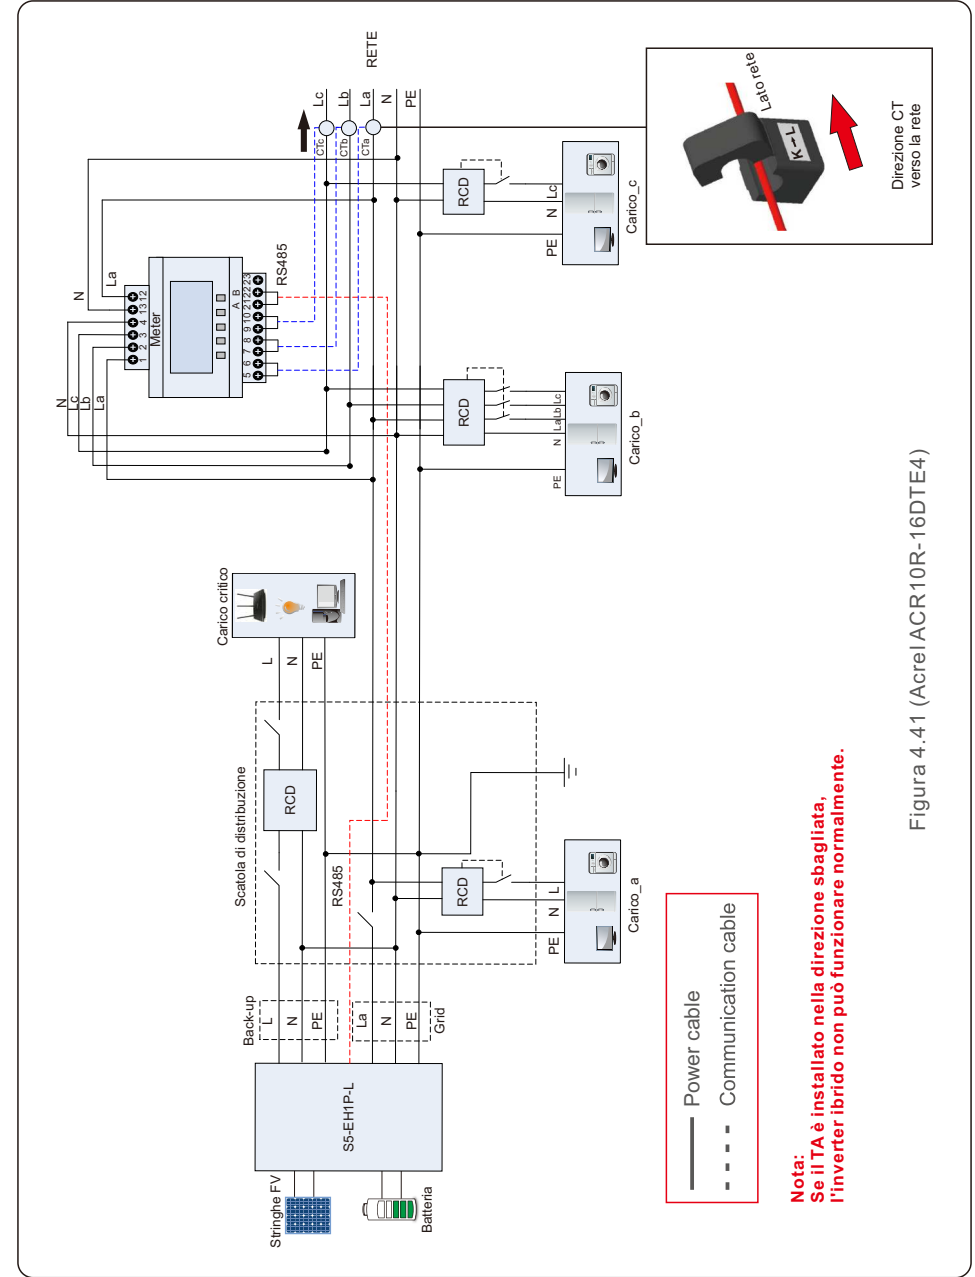 Stringhe FV
Batteria
S5-EH1P-L
Back-up
L
N
PE
La
N
PE
Grid
Scatola di distribuzione
RCD
RS485
RCD
PE
N
L
Carico_a
Carico critico
L
N
PE
N
Lc
Lb
La
N
La
Meter
1 2 3 4 13 12
5 6 7 8 9 10 21 22 23
A B
RS485
RCD
PE
N
La
Lb
Lc
Carico_b
RCD
PE
N
Lc
Carico_c
CTc
CTb
CTa
Lc
Lb
La
N
PE
RETE
Lato rete
K→L
Direzione CT
verso la rete
Power cable
Communication cable
Nota:
Se il TA è installato nella direzione sbagliata,
l'inverter ibrido non può funzionare normalmente.
Figura 4.41 (Acrel ACR10R-16DTE4)